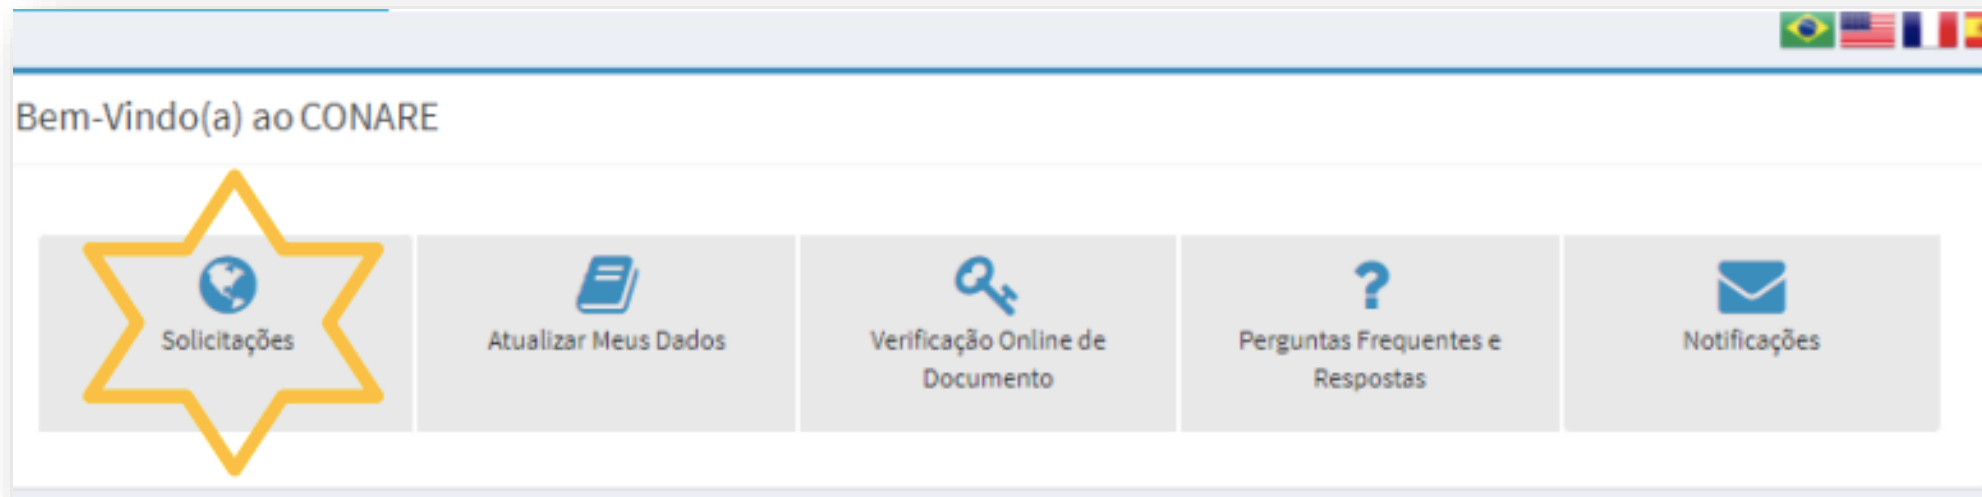 Bem-Vindo(a) ao CONARE
Solicitações
Atualizar Meus Dados
Verificação Online de
Documento
Perguntas Frequentes e
Respostas
Notificações